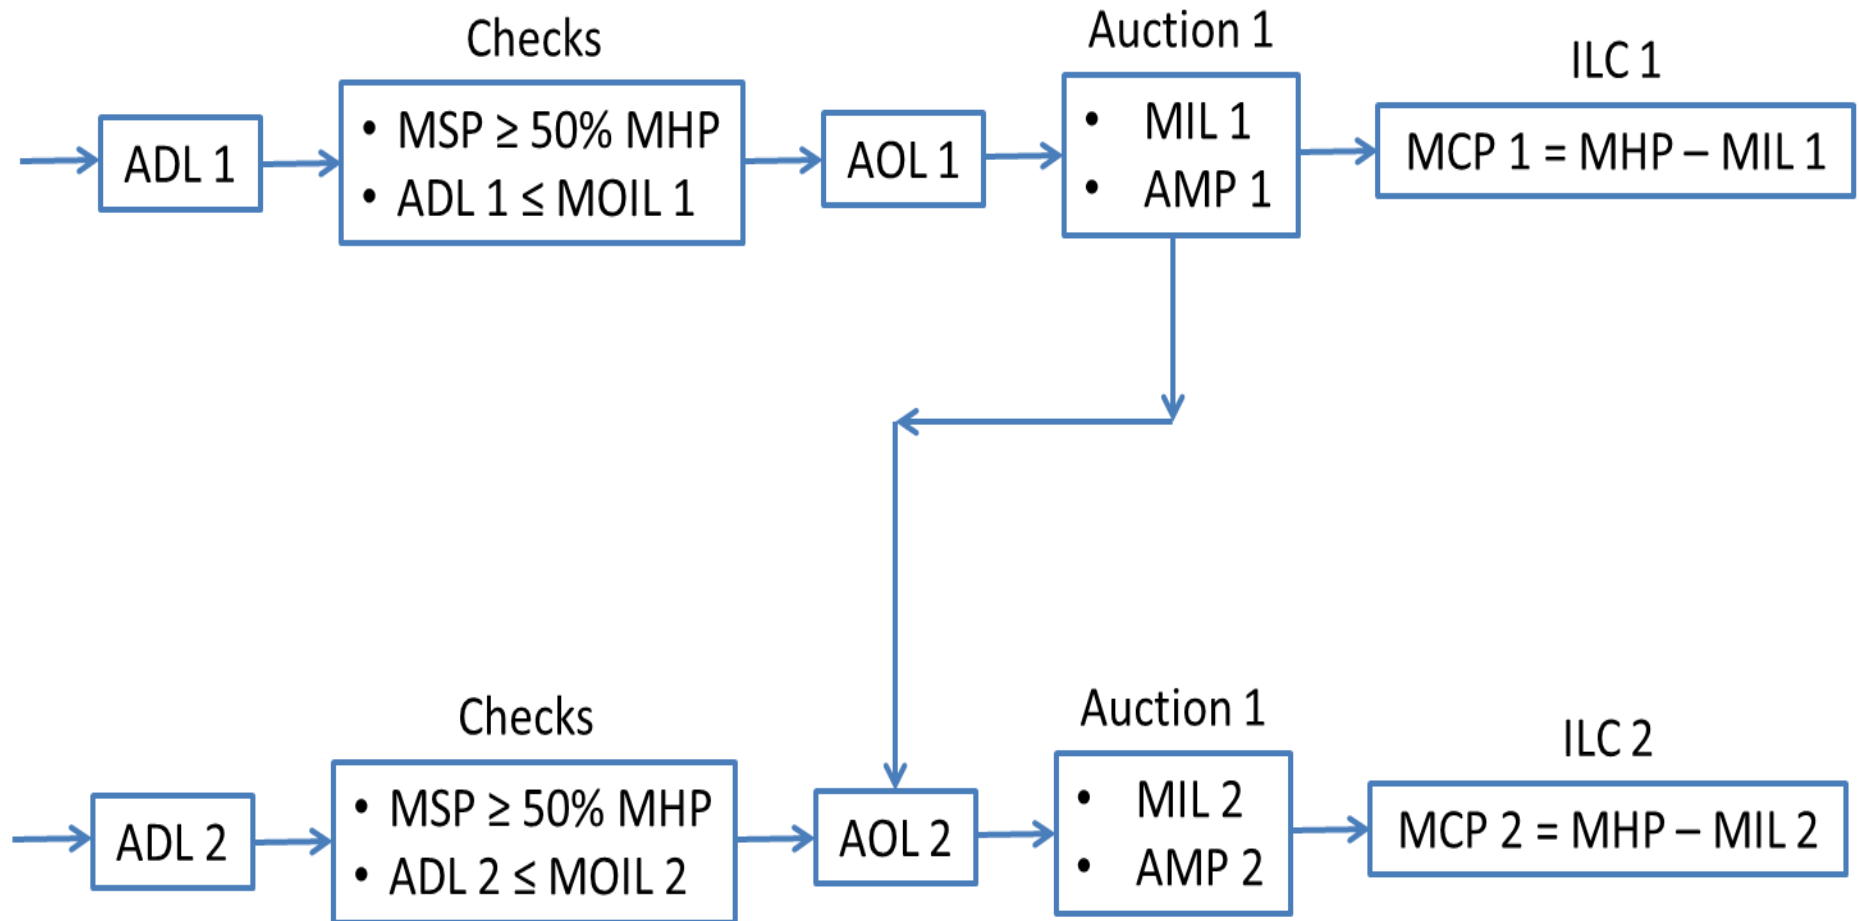 Checks
Auction 1
ILC 1
ADL 1
• MSP ≥ 50% MHP
• ADL 1 ≤ MOIL 1
AOL 1
• MIL 1
• AMP 1
MCP 1 = MHP – MIL 1
Checks
Auction 1
ILC 2
ADL 2
• MSP ≥ 50% MHP
• ADL 2 ≤ MOIL 2
AOL 2
• MIL 2
• AMP 2
MCP 2 = MHP – MIL 2